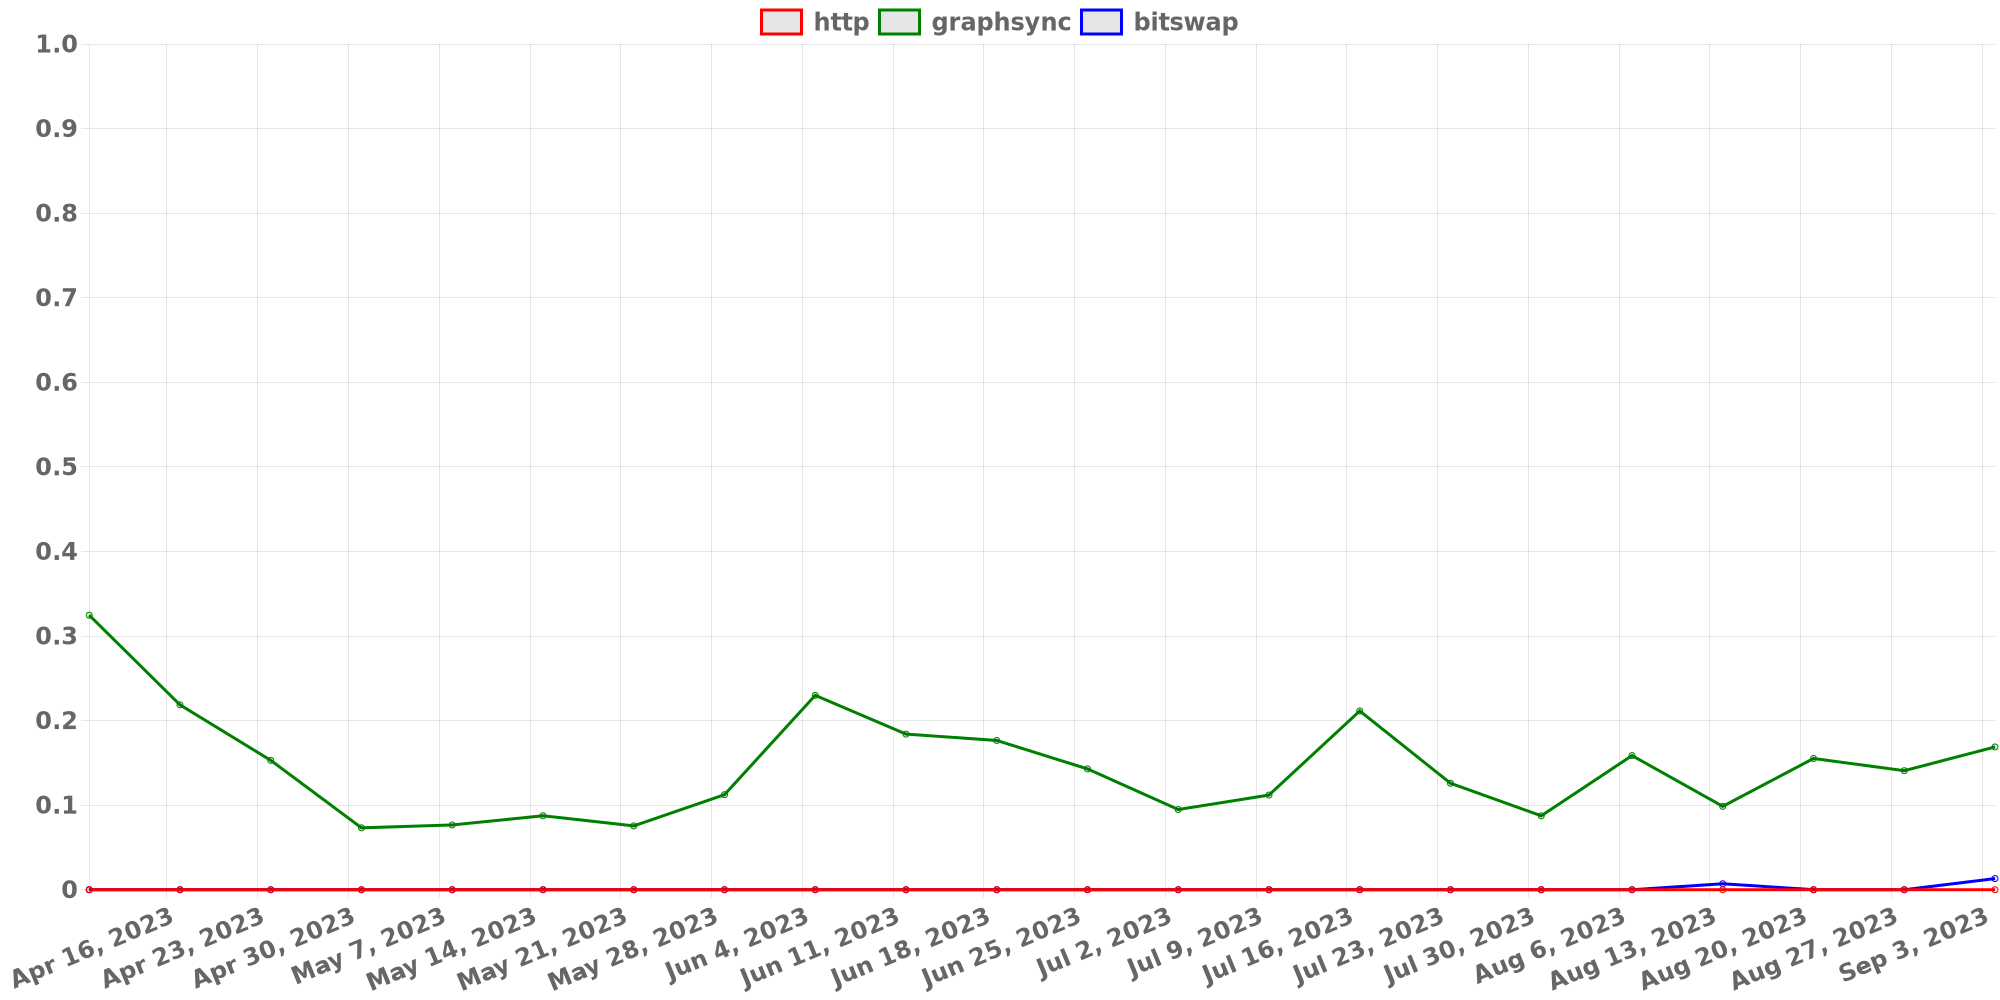 http graphsync bitswap
1.0
0.9
0.8
0.7
0.6
0.5
0.4
0.3
0.2
0.1
0
Apr 16, 2023
Apr 23, 2023
Apr 30, 2023
May 7, 2023
May 14, 2023
May 21, 2023
May 28, 2023
Jun 4, 2023
Jun 11, 2023
Jun 18, 2023
Jun 25, 2023
Jul 2, 2023
Jul 9, 2023
Jul 16, 2023
Jul 23, 2023
Jul 30, 2023
Aug 6, 2023
Aug 13, 2023
Aug 20, 2023
Aug 27, 2023
Sep 3, 2023